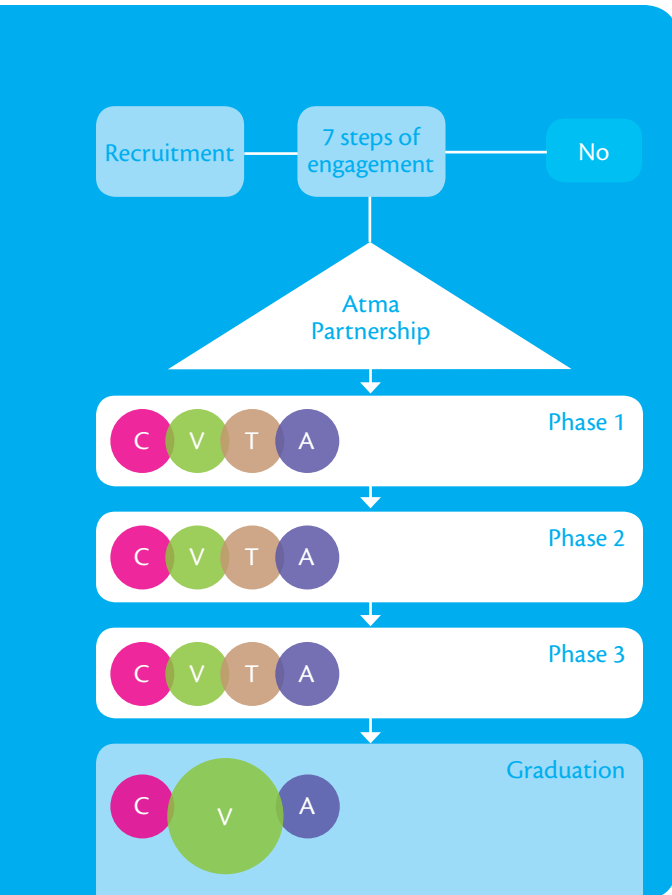 Recruitment
7 steps of
engagement
No
Atma
Partnership
Phase 1
C V T A
Phase 2
C V T A
Phase 3
C V T A
Graduation
C V A